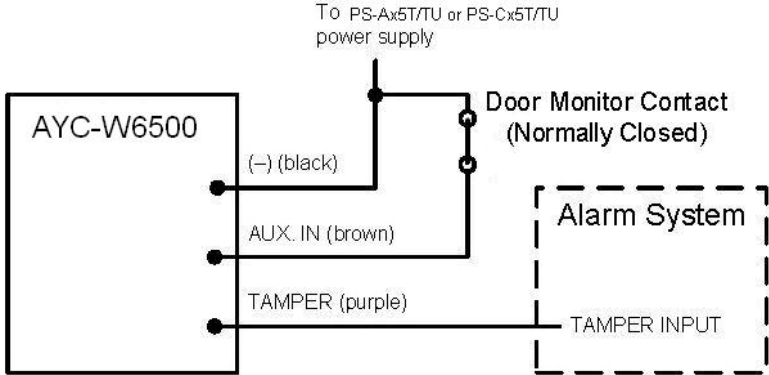 To PS-Ax5T/TU or PS-Cx5T/TU
power supply
Door Monitor Contact
(Normally Closed)
AYC-W6500
(–) (black)
Alarm System
AUX. IN (brown)
TAMPER (purple)
TAMPER INPUT